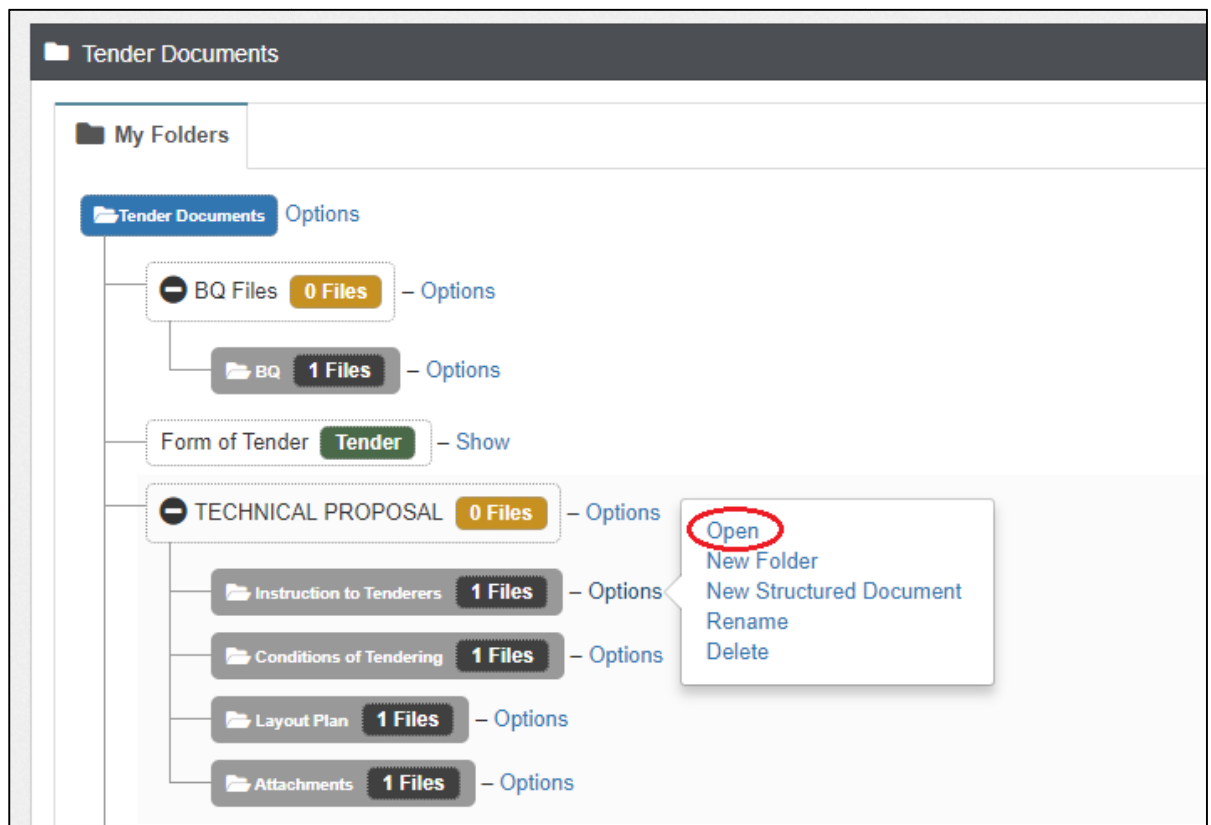 Tender Documents
My Folders
Tender Documents Options
BQ Files 0 Files – Options
BQ 1 Files – Options
Form of Tender Tender – Show
TECHNICAL PROPOSAL 0 Files – Options
Open
New Folder
Instruction to Tenderers 1 Files – Options
New Structured Document
Rename
Delete
Conditions of Tendering 1 Files – Options
Layout Plan 1 Files – Options
Attachments 1 Files – Options